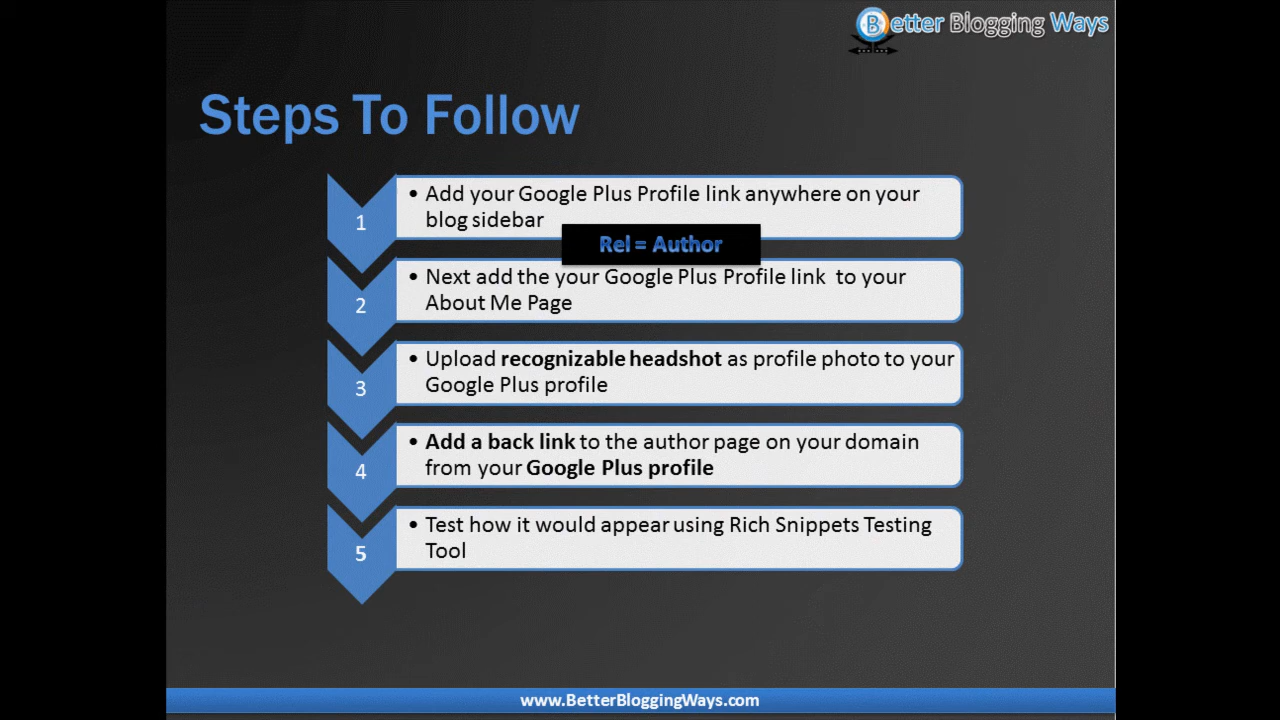 Better Blogging Ways
Steps To Follow
1
• Add your Google Plus Profile link anywhere on your
blog sidebar
Rel = Author
2
• Next add the your Google Plus Profile link to your
About Me Page
3
• Upload recognizable headshot as profile photo to your
Google Plus profile
4
• Add a back link to the author page on your domain
from your Google Plus profile
5
• Test how it would appear using Rich Snippets Testing
Tool
www.BetterBloggingWays.com